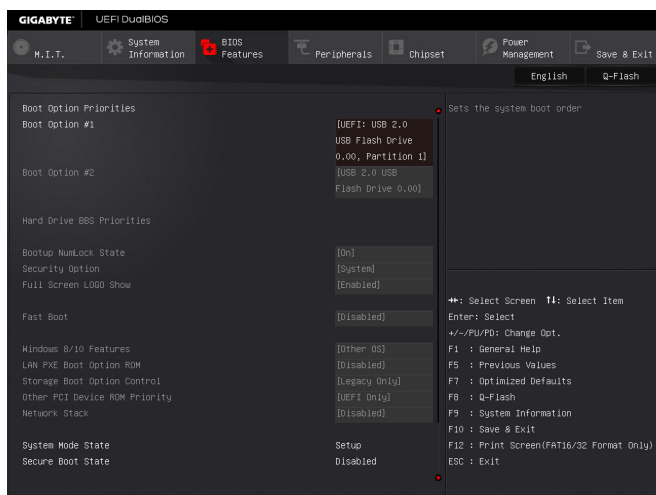 GIGABYTE™ UEFI DualBIOS
M.I.T.
System
Information
BIOS
Features
Peripherals
Chipset
Power
Management
Save & Exit
English Q-Flash
Boot Option Priorities
Boot Option #1 [UEFI: USB 2.0
USB Flash Drive
0.00, Partition 1]
Boot Option #2 [USB 2.0 USB
Flash Drive 0.00]
Hard Drive BBS Priorities
Bootup NumLock State [On]
Security Option [System]
Full Screen LOGO Show [Enabled]
Fast Boot [Disabled]
Windows 8/10 Features [Other OS]
LAN PXE Boot Option ROM [Disabled]
Storage Boot Option Control [Legacy Only]
Other PCI Device ROM Priority [UEFI Only]
Network Stack [Disabled]
System Mode State Setup
Secure Boot State Disabled
Sets the system boot order
→←: Select Screen ↑↓: Select Item
Enter: Select
+/-/PU/PD: Change Opt.
F1 : General Help
F5 : Previous Values
F7 : Optimized Defaults
F8 : Q-Flash
F9 : System Information
F10 : Save & Exit
F12 : Print Screen(FAT16/32 Format Only)
ESC : Exit